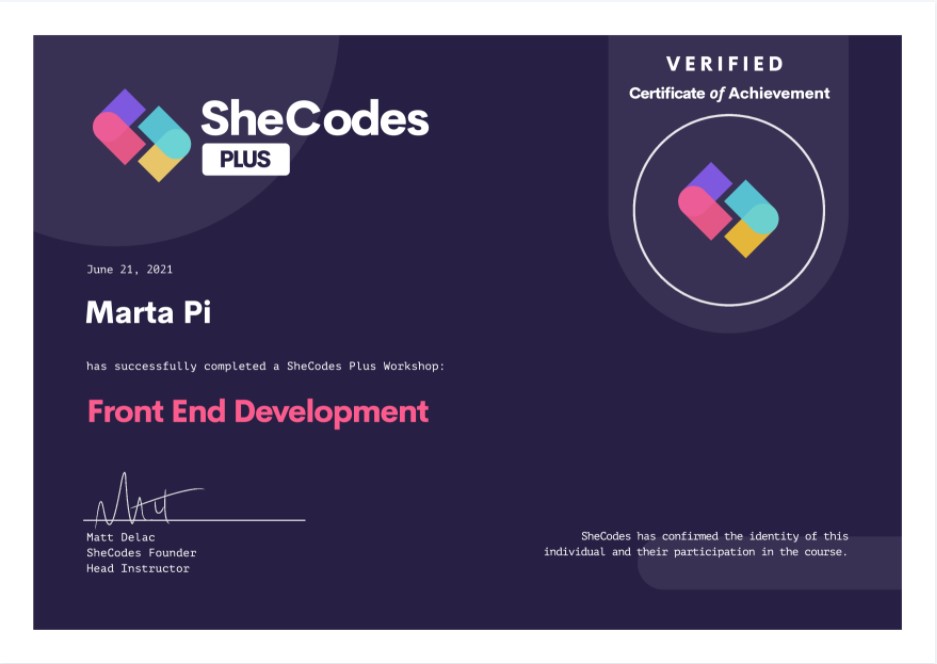 SheCodes
PLUS
VERIFIED
Certificate of Achievement
June 21, 2021
Marta Pi
has successfully completed a SheCodes Plus Workshop:
Front End Development
Matt
Matt Delac
SheCodes Founder
Head Instructor
SheCodes has confirmed the identity of this
individual and their participation in the course.